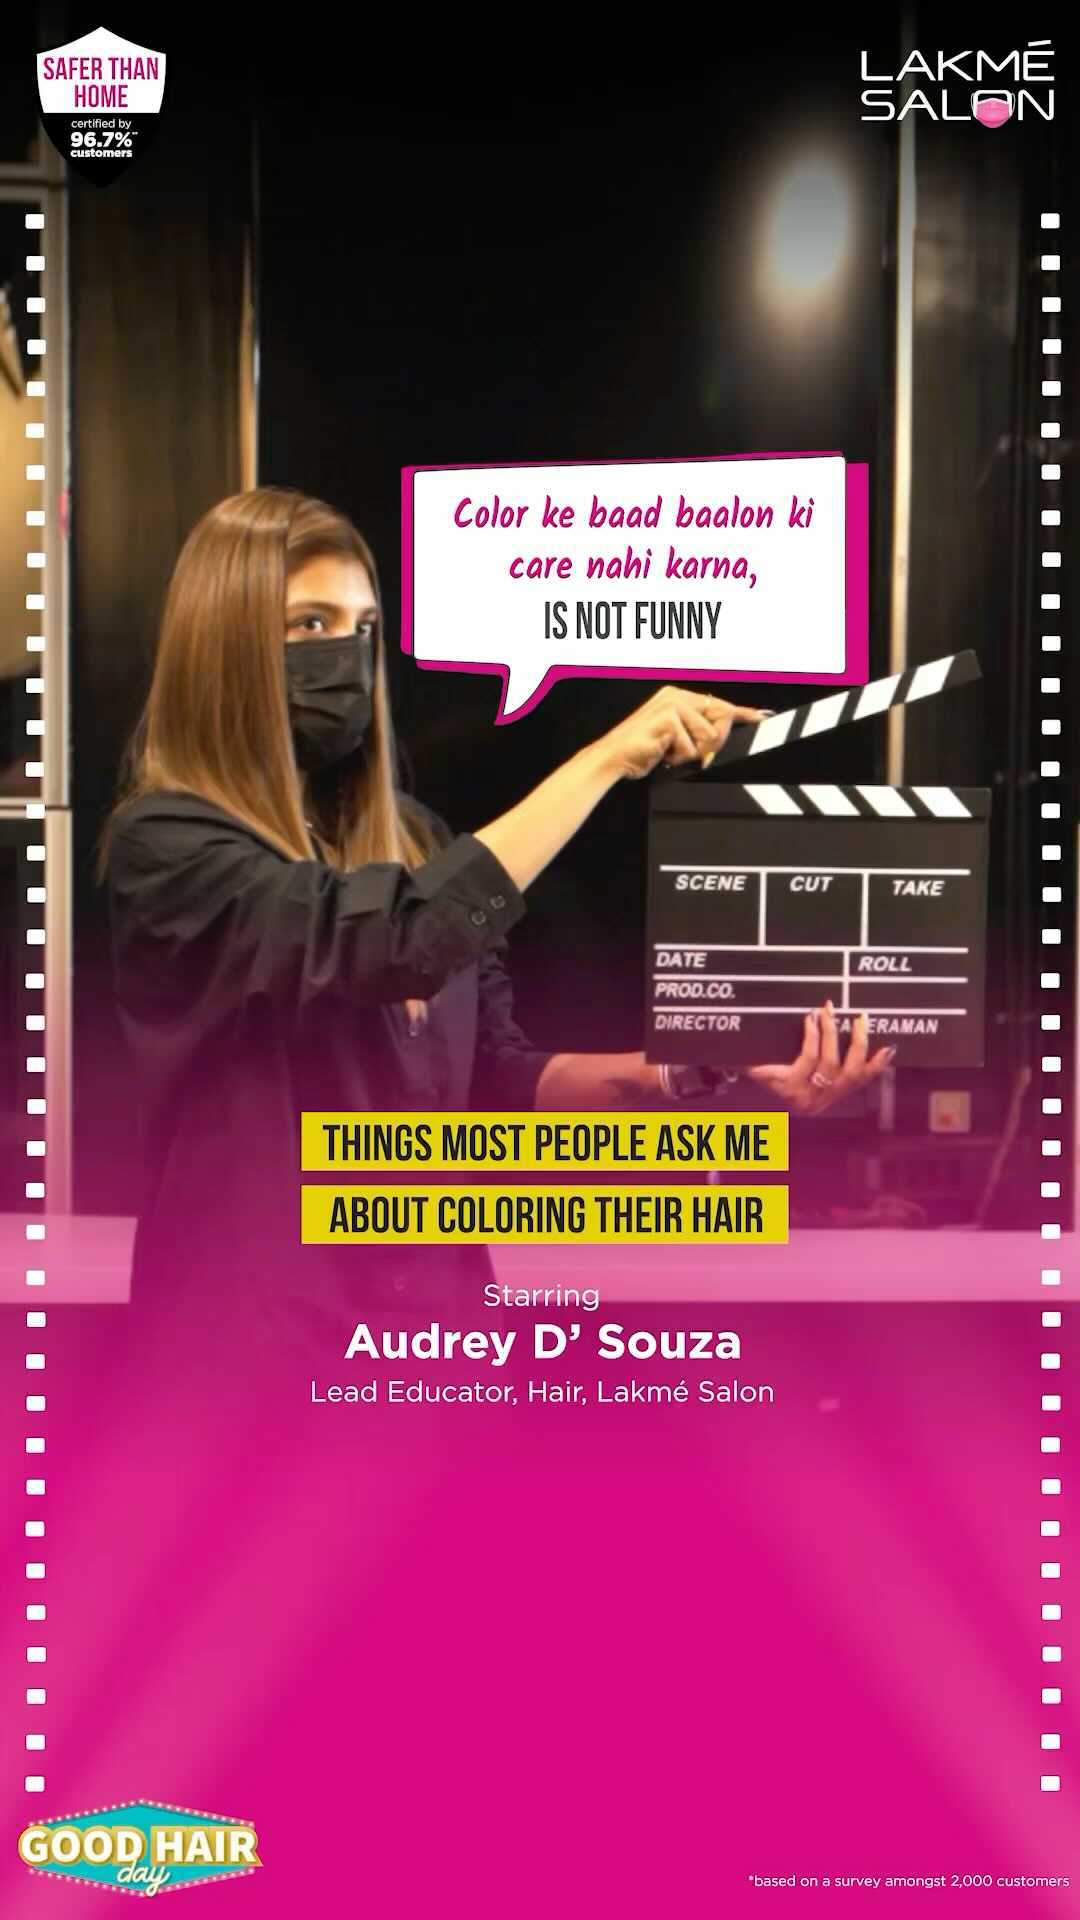 SAFER THAN
HOME
certified by
96.7%**
customers
LAKMÉ
SALON
Color ke baad baalon ki
care nahi karna,
IS NOT FUNNY
SCENE CUT TAKE
DATE ROLL
PROD.CO.
DIRECTOR
THINGS MOST PEOPLE ASK ME
ABOUT COLORING THEIR HAIR
Starring
Audrey D' Souza
Lead Educator, Hair, Lakmé Salon
GOOD HAIR
day
*based on a survey amongst 2,000 customers